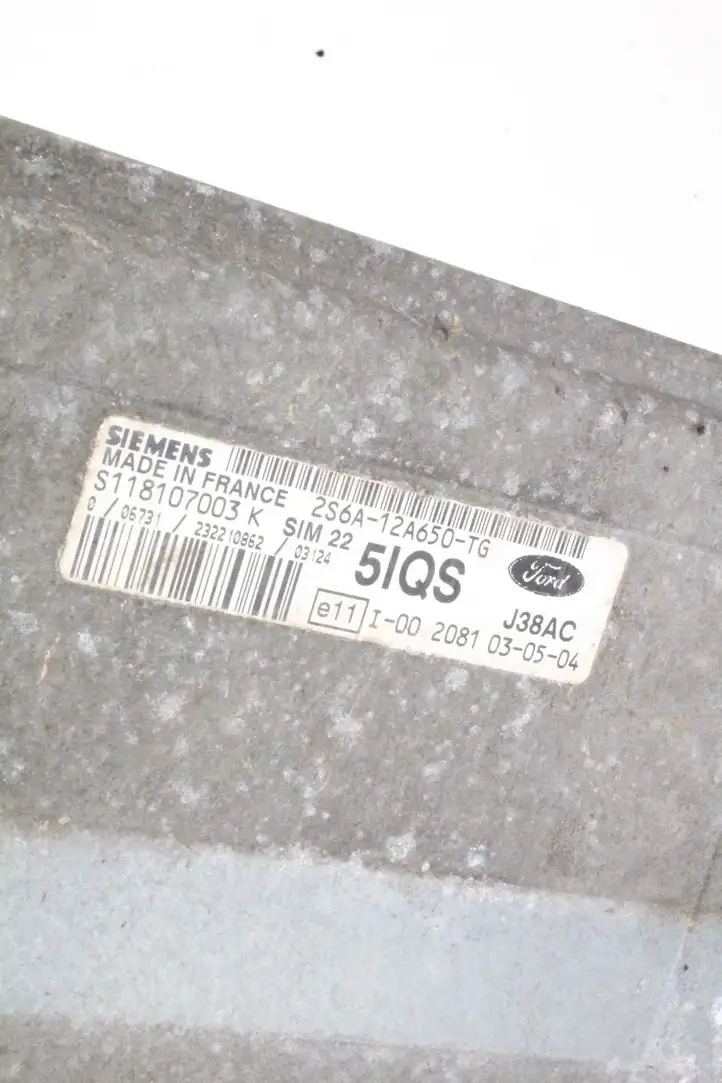 SIEMENS
MADE IN FRANCE
S118107003 K
2S6A-12A650-TG
0 / 06731 / 232210862 / 03124
SIM 22
5IQS
Ford
J38AC
e11 I-00 2081 03-05-04